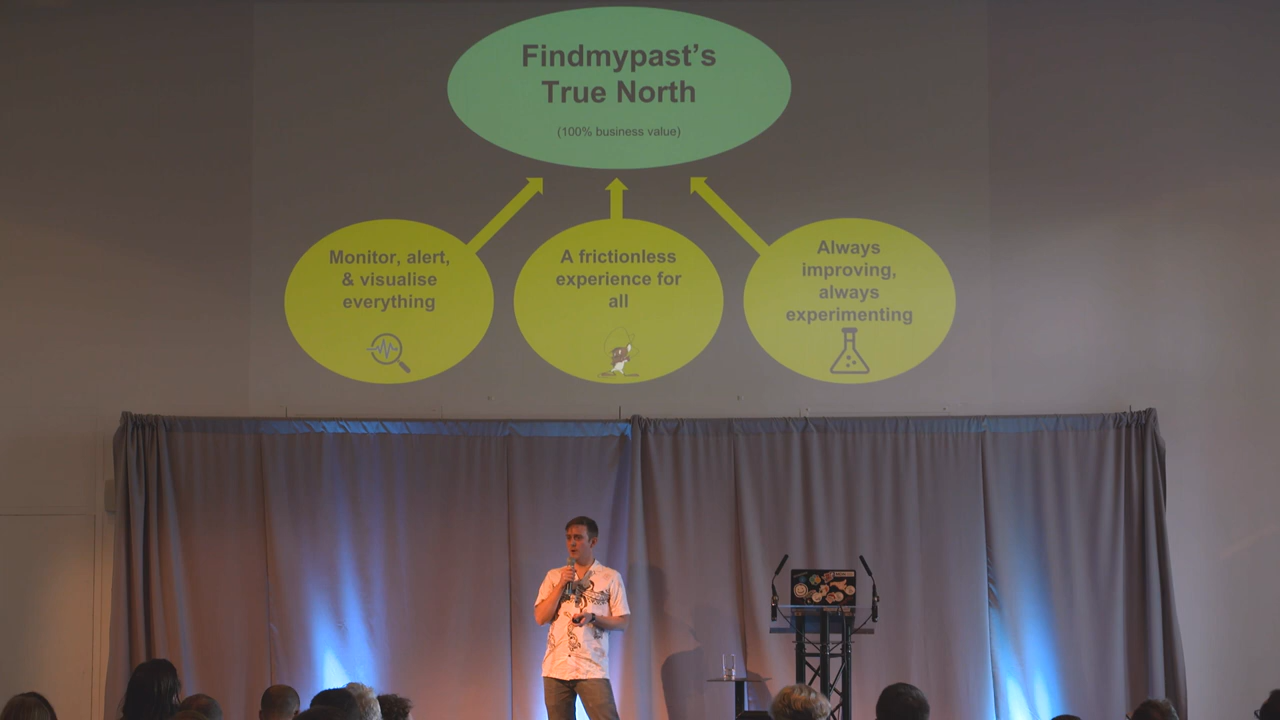 Findmypast's
True North
(100% business value)
Monitor, alert,
& visualise
everything
A frictionless
experience for
all
Always
improving,
always
experimenting